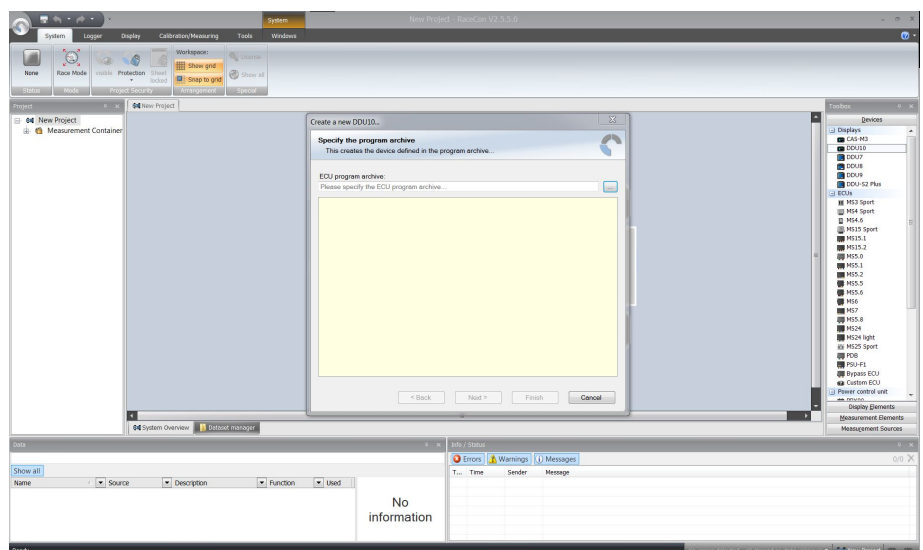 System
New Project - RaceCon V2.5.5.0
System Logger Display Calibration/Measuring Tools Windows
None
Race Mode
visible
Protection
Sheet
locked
Workspace:
Show grid
Snap to grid
License
Show all
Status Mode Project Security Arrangement Special
Project
New Project
Measurement Container
New Project
Create a new DDU10...
Specify the program archive
This creates the device defined in the program archive...
ECU program archive:
Please specify the ECU program archive...
...
< Back Next > Finish Cancel
System Overview Dataset manager
Toolbox
Devices
Displays
CAS-M3
DDU10
DDU7
DDU8
DDU9
DDU-S2 Plus
ECUs
MS3 Sport
MS4 Sport
MS4.6
MS15 Sport
MS15.1
MS15.2
MS5.0
MS5.1
MS5.2
MS5.5
MS5.6
MS6
MS7
MS5.8
MS24
MS24 light
MS25 Sport
PDB
PSU-F1
Bypass ECU
Custom ECU
Power control unit
Display Elements
Measurement Elements
Measurement Sources
Data
Show all
Name Source Description Function Used
No
information
Info / Status
Errors Warnings Messages 0/0
T... Time Sender Message
Ready